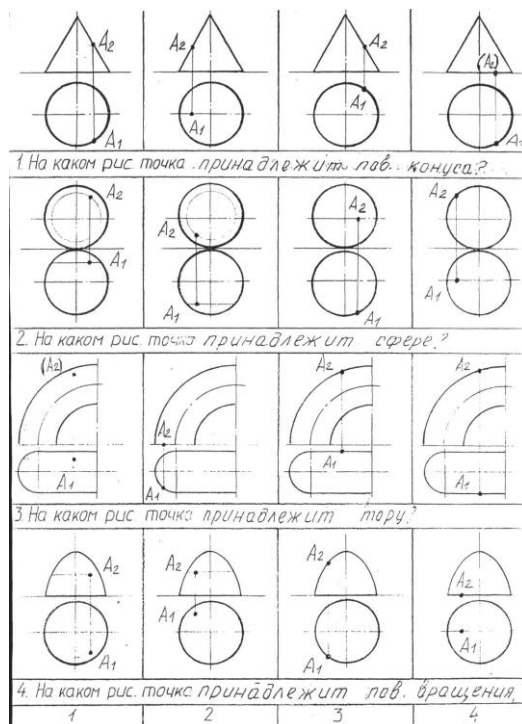 A₂ A₂ A₂ (A₂)
A₁ A₁ A₁ A₁
1. На каком рис. точка принадлежит пов. конуса?
A₂ A₂ A₂ A₂
A₁ A₁ A₁ A₁
2. На каком рис. точка принадлежит сфере?
(A₂) A₂ A₂ A₂
A₁ A₁ A₁ A₁
3. На каком рис. точка принадлежит тору?
A₂ A₂ A₂ A₂
A₁ A₁ A₁ A₁
4. На каком рис. точка принадлежит пов. вращения,
1 2 3 4